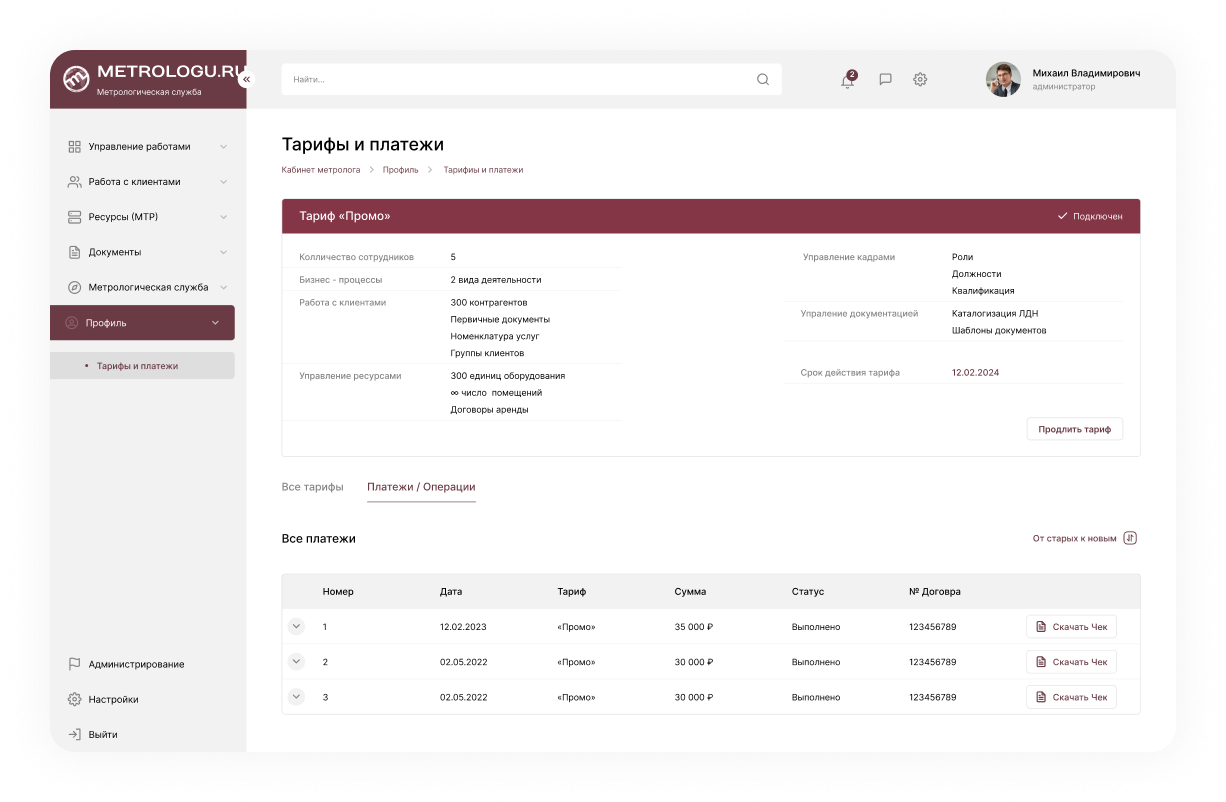 METROLOGU.RU
Метрологическая служба
«
Найти...
2
Михаил Владимирович
администратор
Управление работами
Работа с клиентами
Ресурсы (МТР)
Документы
Метрологическая служба
Профиль
• Тарифы и платежи
Администрирование
Настройки
Выйти
Тарифы и платежи
Кабинет метролога > Профиль > Тарифиы и платежи
Тариф «Промо»
Подключен
Колличество сотрудников 5
Бизнес - процессы 2 вида деятельности
Работа с клиентами 300 контрагентов
Первичные документы
Номенклатура услуг
Группы клиентов
Управление ресурсами 300 единиц оборудования
∞ число помещений
Договоры аренды
Управление кадрами Роли
Должности
Квалификация
Упраление документацией Каталогизация ЛДН
Шаблоны документов
Срок действия тарифа 12.02.2024
Продлить тариф
Все тарифы Платежи / Операции
Все платежи
От старых к новым
Номер Дата Тариф Сумма Статус № Договра
1 12.02.2023 «Промо» 35 000 ₽ Выполнено 123456789 Скачать Чек
2 02.05.2022 «Промо» 30 000 ₽ Выполнено 123456789 Скачать Чек
3 02.05.2022 «Промо» 30 000 ₽ Выполнено 123456789 Скачать Чек